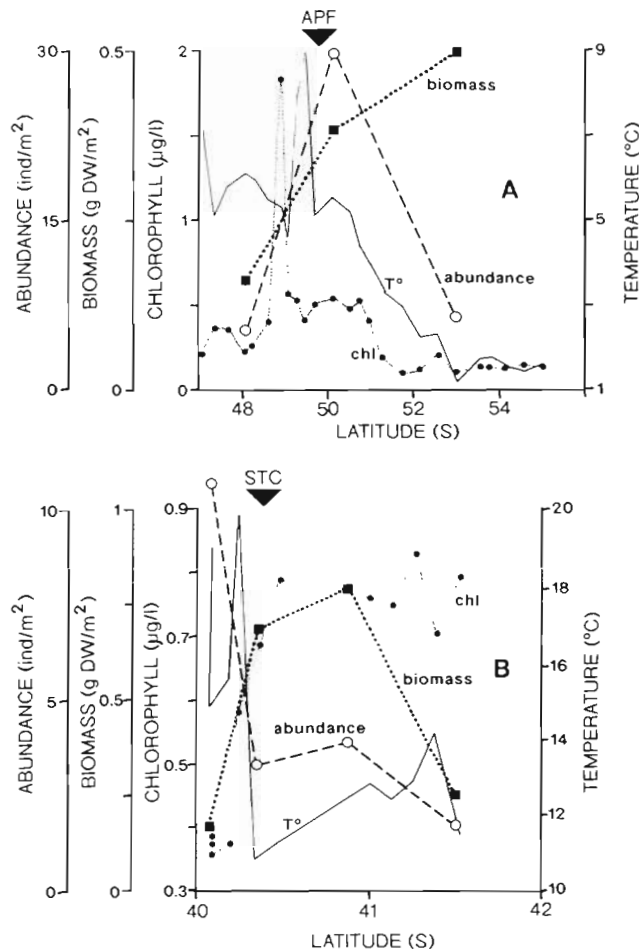 APF
30
0.5
2
9
biomass
ABUNDANCE (ind/m²)
BIOMASS (g DW/m²)
CHLOROPHYLL (µg/l)
A
TEMPERATURE (°C)
7
15
1
5
T°
abundance
3
chl
0
0
0
1
48
50
52
54
LATITUDE (S)
STC
10
1
0.9
20
chl
18
ABUNDANCE (ind/m²)
BIOMASS (g DW/m²)
CHLOROPHYLL (µg/l)
0.7
B
TEMPERATURE (°C)
biomass
16
5
0.5
abundance
14
0.5
T°
12
0
0
0.3
10
40
41
42
LATITUDE (S)